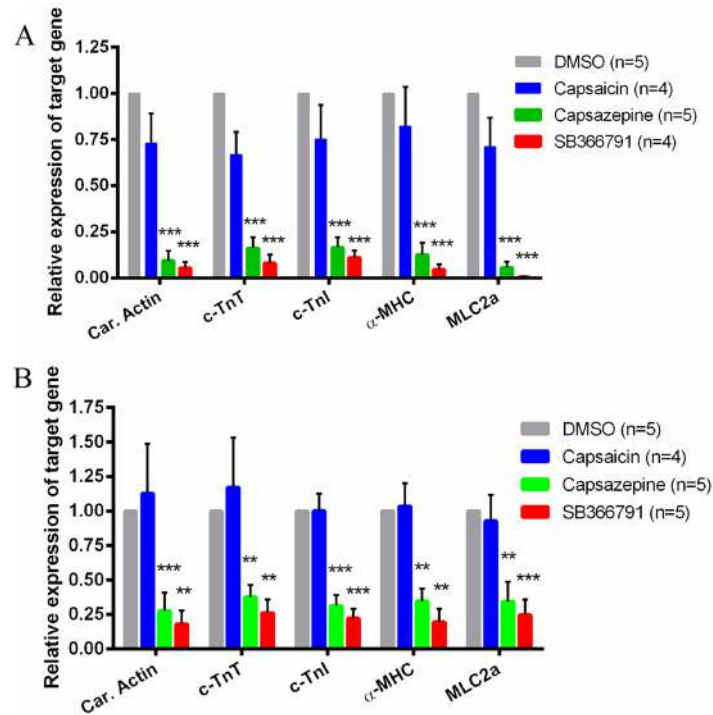 A
Relative expression of target gene
1.25
1.00
0.75
0.50
0.25
0.00
*** *** *** *** *** *** *** *** *** ***
Car. Actin c-TnT c-TnI α-MHC MLC2a
DMSO (n=5)
Capsaicin (n=4)
Capsazepine (n=5)
SB366791 (n=4)
B
Relative expression of target gene
1.75
1.50
1.25
1.00
0.75
0.50
0.25
0.00
*** ** ** ** *** *** ** ** ** ***
Car. Actin c-TnT c-TnI α-MHC MLC2a
DMSO (n=5)
Capsaicin (n=4)
Capsazepine (n=5)
SB366791 (n=5)